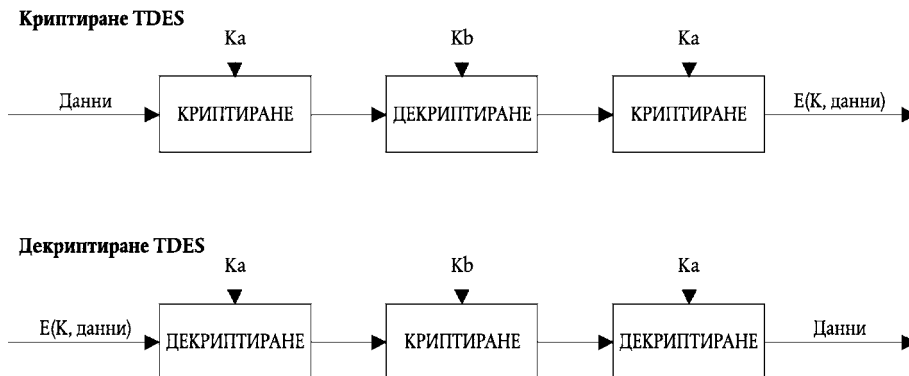 Криптиране TDES
Ka Kb Ka
Данни КРИПТИРАНЕ ДЕКРИПТИРАНЕ КРИПТИРАНЕ E(K, данни)
Декриптиране TDES
Ka Kb Ka
E(K, данни) ДЕКРИПТИРАНЕ КРИПТИРАНЕ ДЕКРИПТИРАНЕ Данни